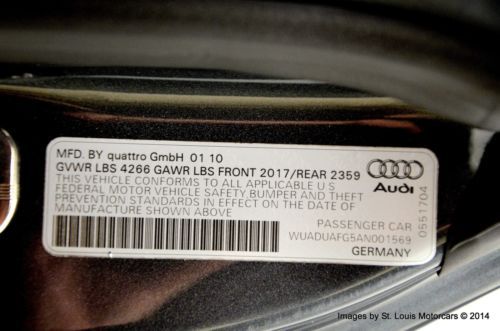 MFD. BY quattro GmbH 01 10
GVWR LBS 4266 GAWR LBS FRONT 2017/REAR 2359
THIS VEHICLE CONFORMS TO ALL APPLICABLE U S
FEDERAL MOTOR VEHICLE SAFETY, BUMPER AND THEFT
PREVENTION STANDARDS IN EFFECT ON THE DATE OF
MANUFACTURE SHOWN ABOVE
Audi
0551704
PASSENGER CAR
WUADUAFG5AN001569
GERMANY
Images by St. Louis Motorcars © 2014